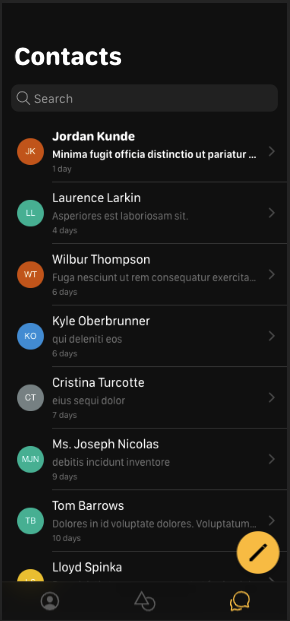 Contacts
Search
JK
Jordan Kunde
Minima fugit officia distinctio ut pariatur ...
1 day
LL
Laurence Larkin
Asperiores est laboriosam sit.
4 days
WT
Wilbur Thompson
Fuga nesciunt ut rem consequatur exercita...
6 days
KO
Kyle Oberbrunner
qui deleniti eos
6 days
CT
Cristina Turcotte
eius sequi dolor
7 days
MJN
Ms. Joseph Nicolas
debitis incidunt inventore
9 days
TB
Tom Barrows
Dolores in id voluptate dolores. Voluptatum...
10 days
Lloyd Spinka